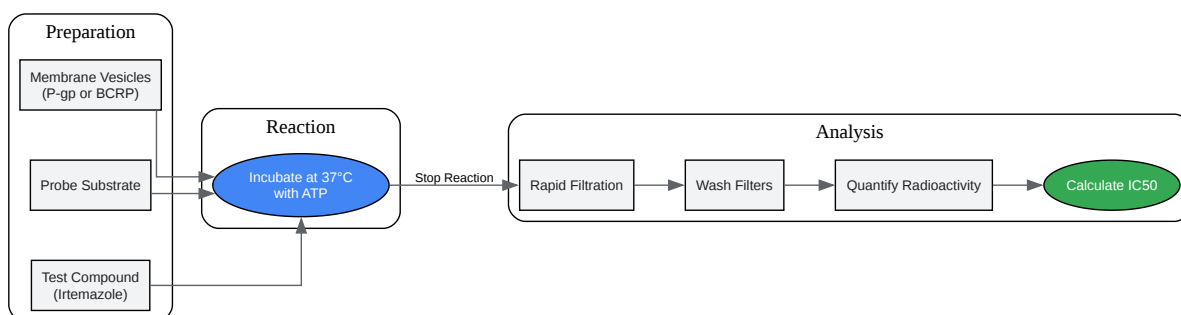 Preparation
Membrane Vesicles
(P-gp or BCRP)
Probe Substrate
Test Compound
(Irtemazole)
Reaction
Incubate at 37°C
with ATP
Stop Reaction
Analysis
Rapid Filtration
Wash Filters
Quantify Radioactivity
Calculate IC50